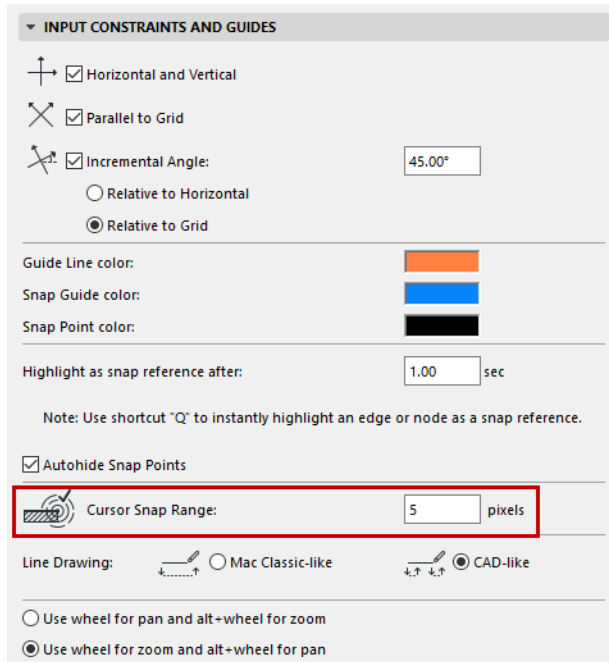 INPUT CONSTRAINTS AND GUIDES
Horizontal and Vertical
Parallel to Grid
Incremental Angle: 45.00°
Relative to Horizontal
Relative to Grid
Guide Line color:
Snap Guide color:
Snap Point color:
Highlight as snap reference after: 1.00 sec
Note: Use shortcut "Q" to instantly highlight an edge or node as a snap reference.
Autohide Snap Points
Cursor Snap Range: 5 pixels
Line Drawing: Mac Classic-like CAD-like
Use wheel for pan and alt+wheel for zoom
Use wheel for zoom and alt+wheel for pan